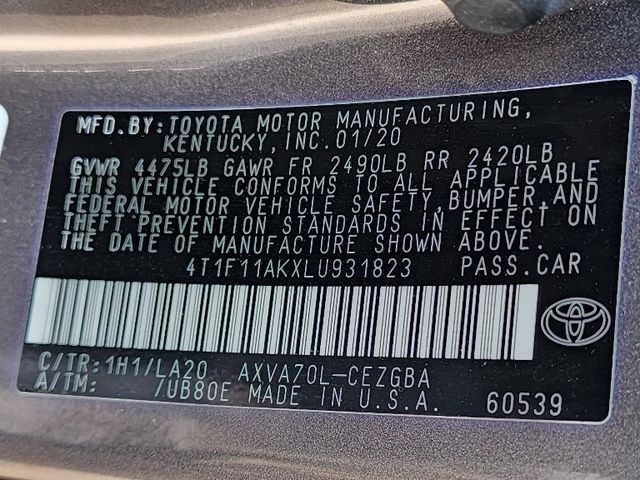 MFD.BY:TOYOTA MOTOR MANUFACTURING,
KENTUCKY, INC.01/20
GVWR 4475LB GAWR FR 2490LB RR 2420LB
THIS VEHICLE CONFORMS TO ALL APPLICABLE
FEDERAL MOTOR VEHICLE SAFETY,BUMPER,AND
THEFT PREVENTION STANDARDS IN EFFECT ON
THE DATE OF MANUFACTURE SHOWN ABOVE.
4T1F11AKXLU931823 PASS.CAR
C/TR:1H1/LA20 AXVA70L-CEZGBA
A/TM: 7UB80E MADE IN U.S.A. 60539